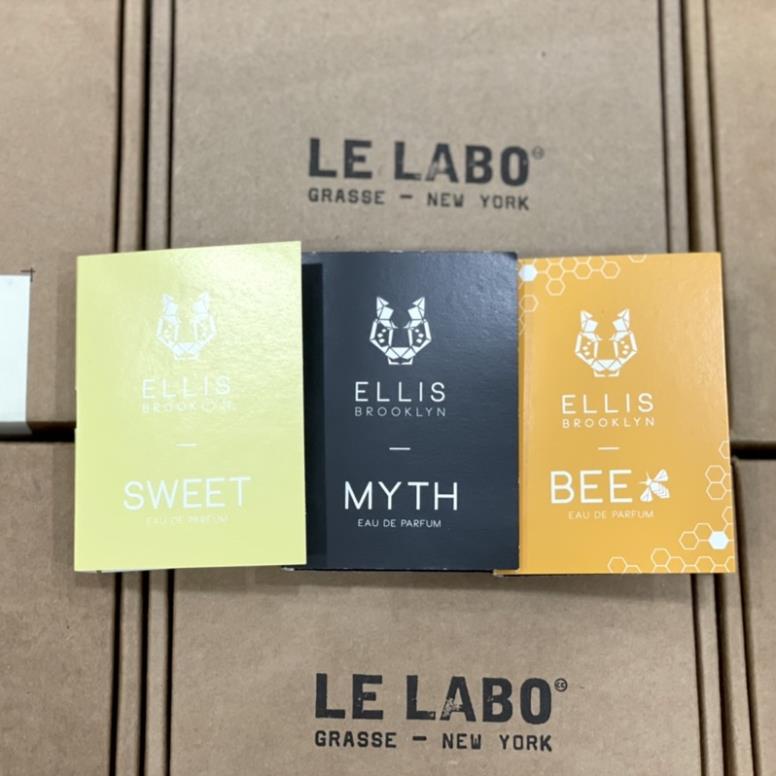 LE LABO
GRASSE — NEW YORK
ELLIS
BROOKLYN
SWEET
EAU DE PARFUM
ELLIS
BROOKLYN
MYTH
EAU DE PARFUM
ELLIS
BROOKLYN
BEE
EAU DE PARFUM
LE LABO
GRASSE — NEW YORK